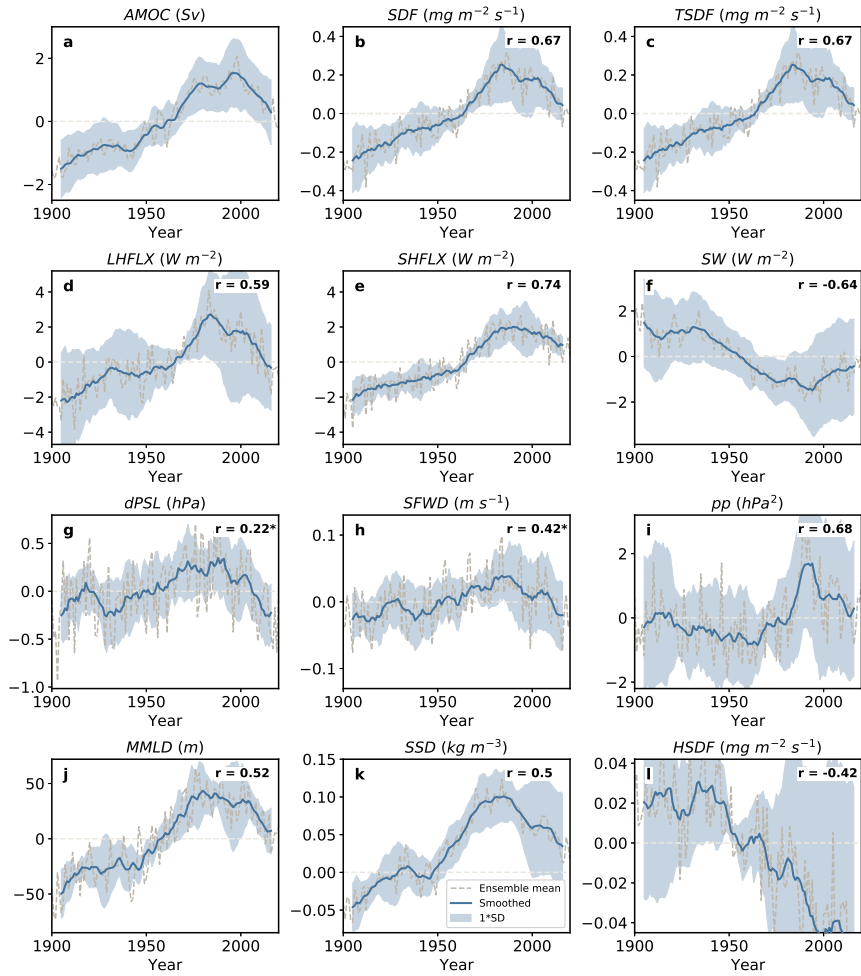 AMOC (Sv)
a
2
0
−2
1900 1950 2000
Year
SDF (mg m⁻² s⁻¹)
b
r = 0.67
0.4
0.2
0.0
−0.2
−0.4
1900 1950 2000
Year
TSDF (mg m⁻² s⁻¹)
c
r = 0.67
0.4
0.2
0.0
−0.2
−0.4
1900 1950 2000
Year
LHFLX (W m⁻²)
d
r = 0.59
4
2
0
−2
−4
1900 1950 2000
Year
SHFLX (W m⁻²)
e
r = 0.74
4
2
0
−2
−4
1900 1950 2000
Year
SW (W m⁻²)
f
r = -0.64
2
0
−2
1900 1950 2000
Year
dPSL (hPa)
g
r = 0.22*
0.5
0.0
−0.5
−1.0
1900 1950 2000
Year
SFWD (m s⁻¹)
h
r = 0.42*
0.1
0.0
−0.1
1900 1950 2000
Year
pp (hPa²)
i
r = 0.68
2
0
−2
1900 1950 2000
Year
MMLD (m)
j
r = 0.52
50
0
−50
1900 1950 2000
Year
SSD (kg m⁻³)
k
r = 0.5
0.15
0.10
0.05
0.00
−0.05
Ensemble mean
Smoothed
1*SD
1900 1950 2000
Year
HSDF (mg m⁻² s⁻¹)
l
r = -0.42
0.04
0.02
0.00
−0.02
−0.04
1900 1950 2000
Year